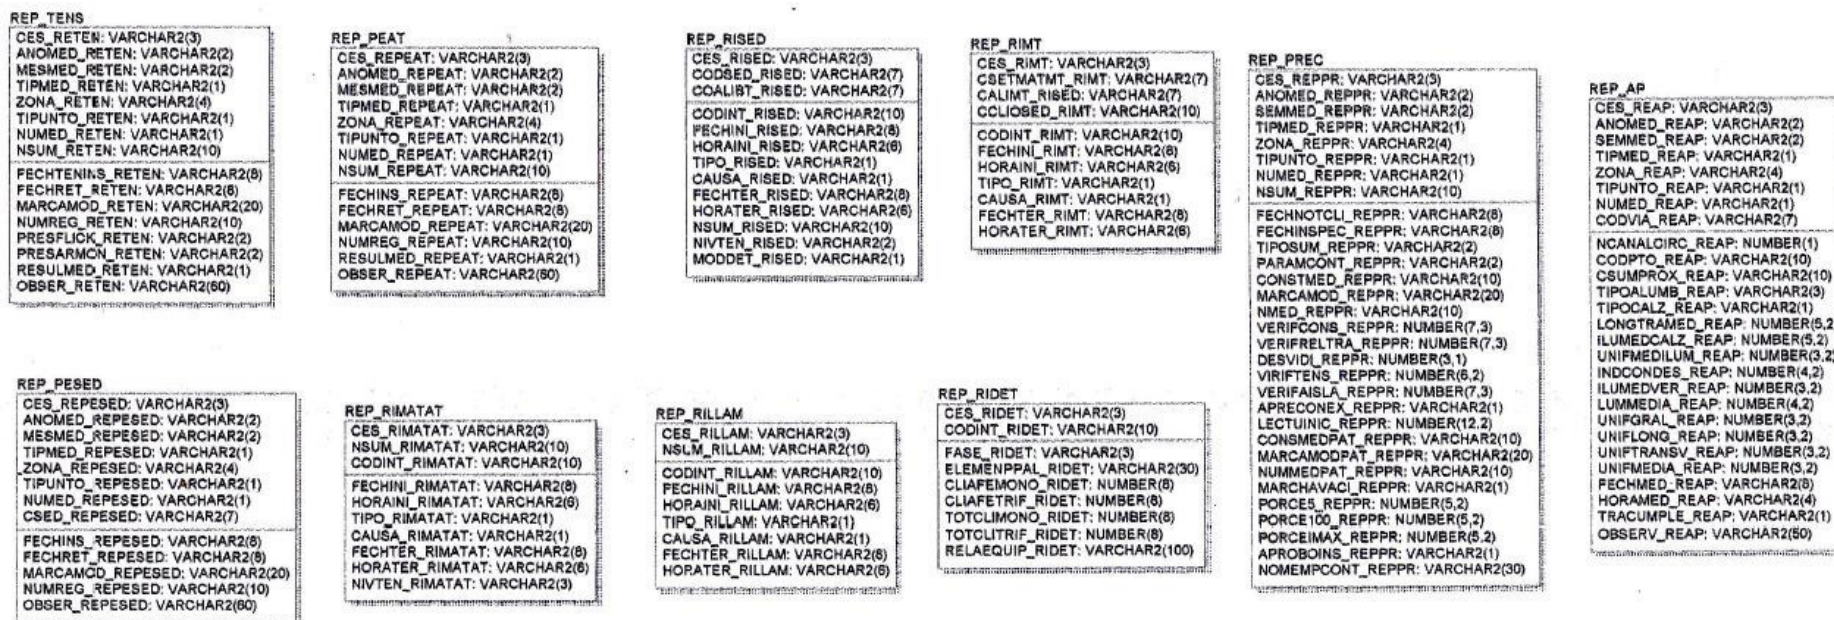 REP_TENS
CES_RETEN: VARCHAR2(3)
ANOMED_RETEN: VARCHAR2(2)
MESMED_RETEN: VARCHAR2(2)
TIPMED_RETEN: VARCHAR2(1)
ZONA_RETEN: VARCHAR2(4)
TIPUNTO_RETEN: VARCHAR2(1)
NUMED_RETEN: VARCHAR2(1)
NSUM_RETEN: VARCHAR2(10)
FECHTENINS_RETEN: VARCHAR2(8)
FECHRET_RETEN: VARCHAR2(8)
MARCAMOD_RETEN: VARCHAR2(20)
NUMREG_RETEN: VARCHAR2(10)
PRESFLICK_RETEN: VARCHAR2(2)
PRESARMON_RETEN: VARCHAR2(2)
RESULMED_RETEN: VARCHAR2(1)
OBSER_RETEN: VARCHAR2(60)
REP_PEAT
CES_REPEAT: VARCHAR2(3)
ANOMED_REPEAT: VARCHAR2(2)
MESMED_REPEAT: VARCHAR2(2)
TIPMED_REPEAT: VARCHAR2(1)
ZONA_REPEAT: VARCHAR2(4)
TIPUNTO_REPEAT: VARCHAR2(1)
NUMED_REPEAT: VARCHAR2(1)
NSUM_REPEAT: VARCHAR2(10)
FECHINS_REPEAT: VARCHAR2(8)
FECHRET_REPEAT: VARCHAR2(8)
MARCAMOD_REPEAT: VARCHAR2(20)
NUMREG_REPEAT: VARCHAR2(10)
RESULMED_REPEAT: VARCHAR2(1)
OBSER_REPEAT: VARCHAR2(60)
REP_RISED
CES_RISED: VARCHAR2(3)
CODSED_RISED: VARCHAR2(7)
COALIBT_RISED: VARCHAR2(7)
CODINT_RISED: VARCHAR2(10)
FECHINI_RISED: VARCHAR2(8)
HORAINI_RISED: VARCHAR2(6)
TIPO_RISED: VARCHAR2(1)
CAUSA_RISED: VARCHAR2(1)
FECHTER_RISED: VARCHAR2(8)
HORATER_RISED: VARCHAR2(6)
NSUM_RISED: VARCHAR2(10)
NIVTEN_RISED: VARCHAR2(2)
MODDET_RISED: VARCHAR2(1)
REP_RIMT
CES_RIMT: VARCHAR2(3)
CSETMATMT_RIMT: VARCHAR2(7)
CALIMT_RISED: VARCHAR2(7)
CCLIOSED_RIMT: VARCHAR2(10)
CODINT_RIMT: VARCHAR2(10)
FECHINI_RIMT: VARCHAR2(8)
HORAINI_RIMT: VARCHAR2(6)
TIPO_RIMT: VARCHAR2(1)
CAUSA_RIMT: VARCHAR2(1)
FECHTER_RIMT: VARCHAR2(8)
HORATER_RIMT: VARCHAR2(6)
REP_PREC
CES_REPPR: VARCHAR2(3)
ANOMED_REPPR: VARCHAR2(2)
SEMMED_REPPR: VARCHAR2(2)
TIPMED_REPPR: VARCHAR2(1)
ZONA_REPPR: VARCHAR2(4)
TIPUNTO_REPPR: VARCHAR2(1)
NUMED_REPPR: VARCHAR2(1)
NSUM_REPPR: VARCHAR2(10)
FECHNOTCLI_REPPR: VARCHAR2(8)
FECHINSPEC_REPPR: VARCHAR2(8)
TIPOSUM_REPPR: VARCHAR2(2)
PARAMCONT_REPPR: VARCHAR2(2)
CONSTMED_REPPR: VARCHAR2(10)
MARCAMOD_REPPR: VARCHAR2(20)
NMED_REPPR: VARCHAR2(10)
VERIFCONS_REPPR: NUMBER(7,3)
VERIFRELTRA_REPPR: NUMBER(7,3)
DESVIDI_REPPR: NUMBER(3,1)
VIRIFTENS_REPPR: NUMBER(6,2)
VERIFAISLA_REPPR: NUMBER(7,3)
APRECONEX_REPPR: VARCHAR2(1)
LECTUINIC_REPPR: NUMBER(12,2)
CONSMEDPAT_REPPR: VARCHAR2(10)
MARCAMODPAT_REPPR: VARCHAR2(20)
NUMMEDPAT_REPPR: VARCHAR2(10)
MARCHAVACI_REPPR: VARCHAR2(1)
PORCE5_REPPR: NUMBER(5,2)
PORCE100_REPPR: NUMBER(5,2)
PORCEIMAX_REPPR: NUMBER(5,2)
APROBOINS_REPPR: VARCHAR2(1)
NOMEMPCONT_REPPR: VARCHAR2(30)
REP_AP
CES_REAP: VARCHAR2(3)
ANOMED_REAP: VARCHAR2(2)
SEMMED_REAP: VARCHAR2(2)
TIPMED_REAP: VARCHAR2(1)
ZONA_REAP: VARCHAR2(4)
TIPUNTO_REAP: VARCHAR2(1)
NUMED_REAP: VARCHAR2(1)
CODVIA_REAP: VARCHAR2(7)
NCANALCIRC_REAP: NUMBER(1)
CODPTO_REAP: VARCHAR2(10)
CSUMPROX_REAP: VARCHAR2(10)
TIPOALUMB_REAP: VARCHAR2(3)
TIPOCALZ_REAP: VARCHAR2(1)
LONGTRAMED_REAP: NUMBER(5,2
ILUMEDCALZ_REAP: NUMBER(5,2)
UNIFMEDILUM_REAP: NUMBER(3,2)
INDCONDES_REAP: NUMBER(4,2)
ILUMEDVER_REAP: NUMBER(3,2)
LUMMEDIA_REAP: NUMBER(4,2)
UNIFGRAL_REAP: NUMBER(3,2)
UNIFLONG_REAP: NUMBER(3,2)
UNIFTRANSV_REAP: NUMBER(3,2)
UNIFMEDIA_REAP: NUMBER(3,2)
FECHMED_REAP: VARCHAR2(8)
HORAMED_REAP: VARCHAR2(4)
TRACUMPLE_REAP: VARCHAR2(1)
OBSERV_REAP: VARCHAR2(50)
REP_PESED
CES_REPESED: VARCHAR2(3)
ANOMED_REPESED: VARCHAR2(2)
MESMED_REPESED: VARCHAR2(2)
TIPMED_REPESED: VARCHAR2(1)
ZONA_REPESED: VARCHAR2(4)
TIPUNTO_REPESED: VARCHAR2(1)
NUMED_REPESED: VARCHAR2(1)
CSED_REPESED: VARCHAR2(7)
FECHINS_REPESED: VARCHAR2(8)
FECHRET_REPESED: VARCHAR2(8)
MARCAMOD_REPESED: VARCHAR2(20)
NUMREG_REPESED: VARCHAR2(10)
OBSER_REPESED: VARCHAR2(60)
REP_RIMATAT
CES_RIMATAT: VARCHAR2(3)
NSUM_RIMATAT: VARCHAR2(10)
CODINT_RIMATAT: VARCHAR2(10)
FECHINI_RIMATAT: VARCHAR2(8)
HORAINI_RIMATAT: VARCHAR2(6)
TIPO_RIMATAT: VARCHAR2(1)
CAUSA_RIMATAT: VARCHAR2(1)
FECHTER_RIMATAT: VARCHAR2(8)
HORATER_RIMATAT: VARCHAR2(6)
NIVTEN_RIMATAT: VARCHAR2(3)
REP_RILLAM
CES_RILLAM: VARCHAR2(3)
NSUM_RILLAM: VARCHAR2(10)
CODINT_RILLAM: VARCHAR2(10)
FECHINI_RILLAM: VARCHAR2(8)
HORAINI_RILLAM: VARCHAR2(6)
TIPO_RILLAM: VARCHAR2(1)
CAUSA_RILLAM: VARCHAR2(1)
FECHTER_RILLAM: VARCHAR2(8)
HORATER_RILLAM: VARCHAR2(6)
REP_RIDET
CES_RIDET: VARCHAR2(3)
CODINT_RIDET: VARCHAR2(10)
FASE_RIDET: VARCHAR2(3)
ELEMENPPAL_RIDET: VARCHAR2(30)
CLIAFEMONO_RIDET: NUMBER(8)
CLIAFETRIF_RIDET: NUMBER(8)
TOTCLIMONO_RIDET: NUMBER(8)
TOTCLITRIF_RIDET: NUMBER(8)
RELAEQUIP_RIDET: VARCHAR2(100)